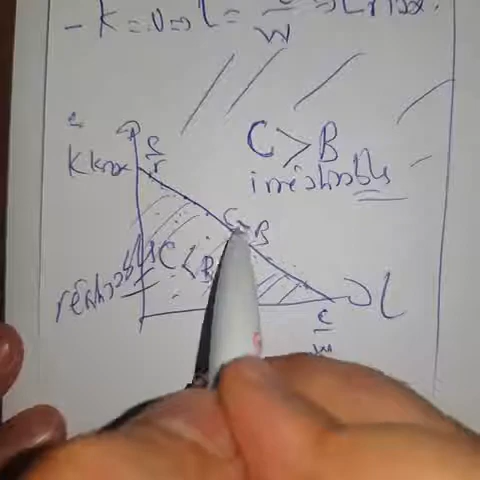 - K = 0 => L = C/W => Lmax.
K
Kmax C/r
C > B
irréalisable
C = B
réalisable C < B
L
C/W